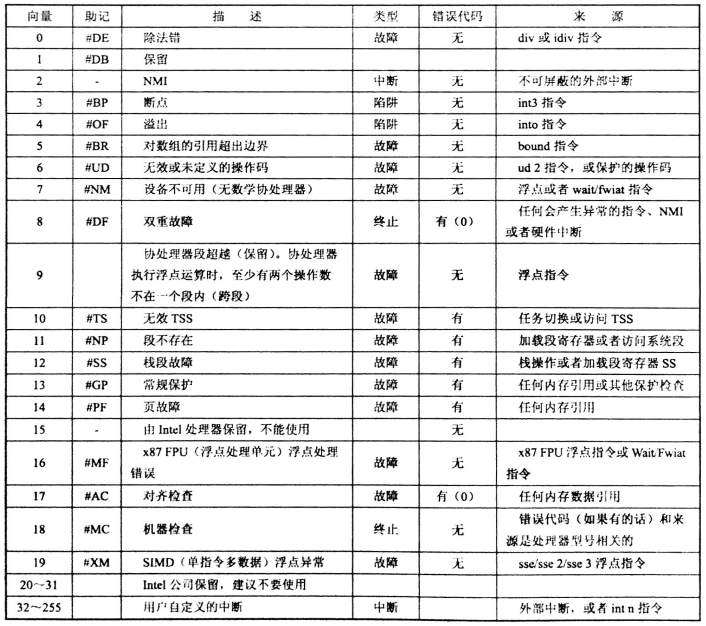 向量 助记 描 述 类型 错误代码 来 源
0 #DE 除法错 故障 无 div 或 idiv 指令
1 #DB 保留
2 - NMI 中断 无 不可屏蔽的外部中断
3 #BP 断点 陷阱 无 int3 指令
4 #OF 溢出 陷阱 无 into 指令
5 #BR 对数组的引用超出边界 故障 无 bound 指令
6 #UD 无效或未定义的操作码 故障 无 ud 2 指令，或保护的操作码
7 #NM 设备不可用（无数学协处理器） 故障 无 浮点或者 wait/fwiat 指令
8 #DF 双重故障 终止 有（0） 任何会产生异常的指令、NMI
或者硬件中断
协处理器段超越（保留）。协处理器
9 执行浮点运算时，至少有两个操作数 故障 无 浮点指令
不在一个段内（跨段）
10 #TS 无效 TSS 故障 有 任务切换或访问 TSS
11 #NP 段不存在 故障 有 加载段寄存器或者访问系统段
12 #SS 栈段故障 故障 有 栈操作或者加载段寄存器 SS
13 #GP 常规保护 故障 有 任何内存引用或其他保护检查
14 #PF 页故障 故障 有 任何内存引用
15 - 由 Intel 处理器保留，不能使用 无
16 #MF x87 FPU（浮点处理单元）浮点处理 故障 无 x87 FPU 浮点指令或 Wait/Fwiat
错误 指令
17 #AC 对齐检查 故障 有（0） 任何内存数据引用
18 #MC 机器检查 终止 无 错误代码（如果有的话）和来
源是处理器型号相关的
19 #XM SIMD（单指令多数据）浮点异常 故障 无 sse/sse 2/sse 3 浮点指令
20～31 Intel 公司保留，建议不要使用
32～255 用户自定义的中断 中断 外部中断，或者 int n 指令